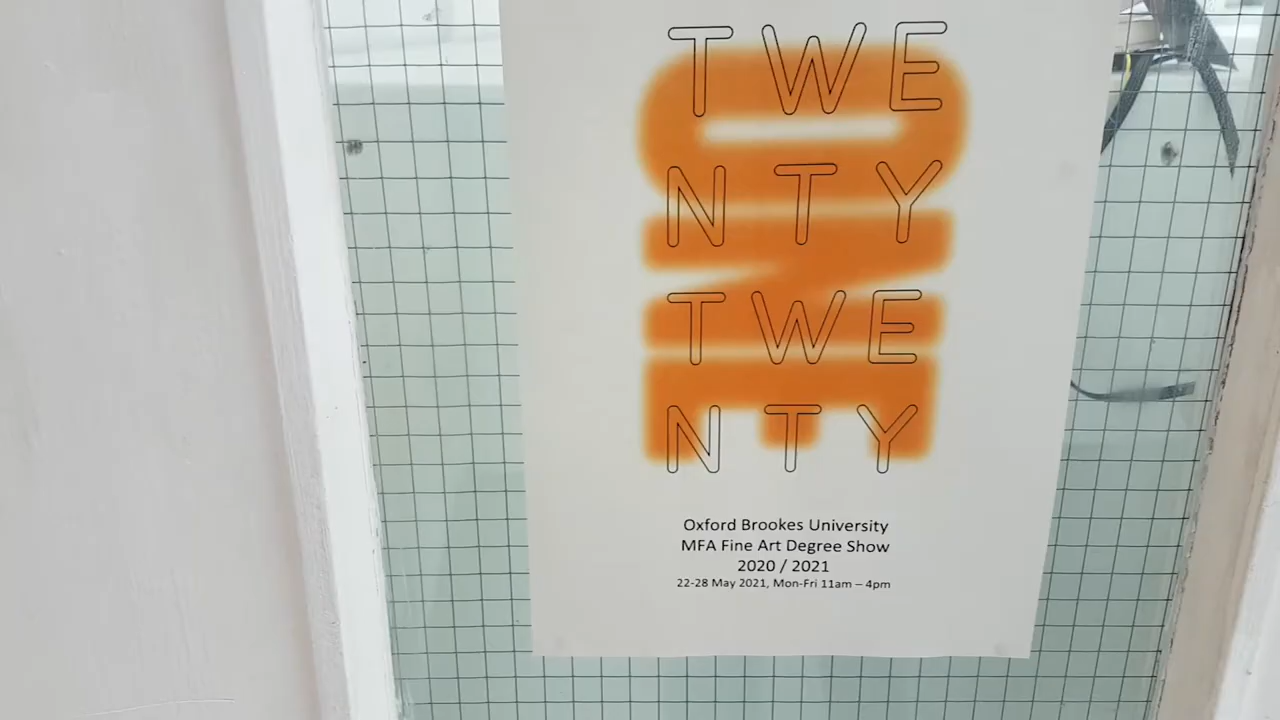 TWE
NTY
TWE
NTY
ONE
Oxford Brookes University
MFA Fine Art Degree Show
2020 / 2021
22-28 May 2021, Mon-Fri 11am – 4pm